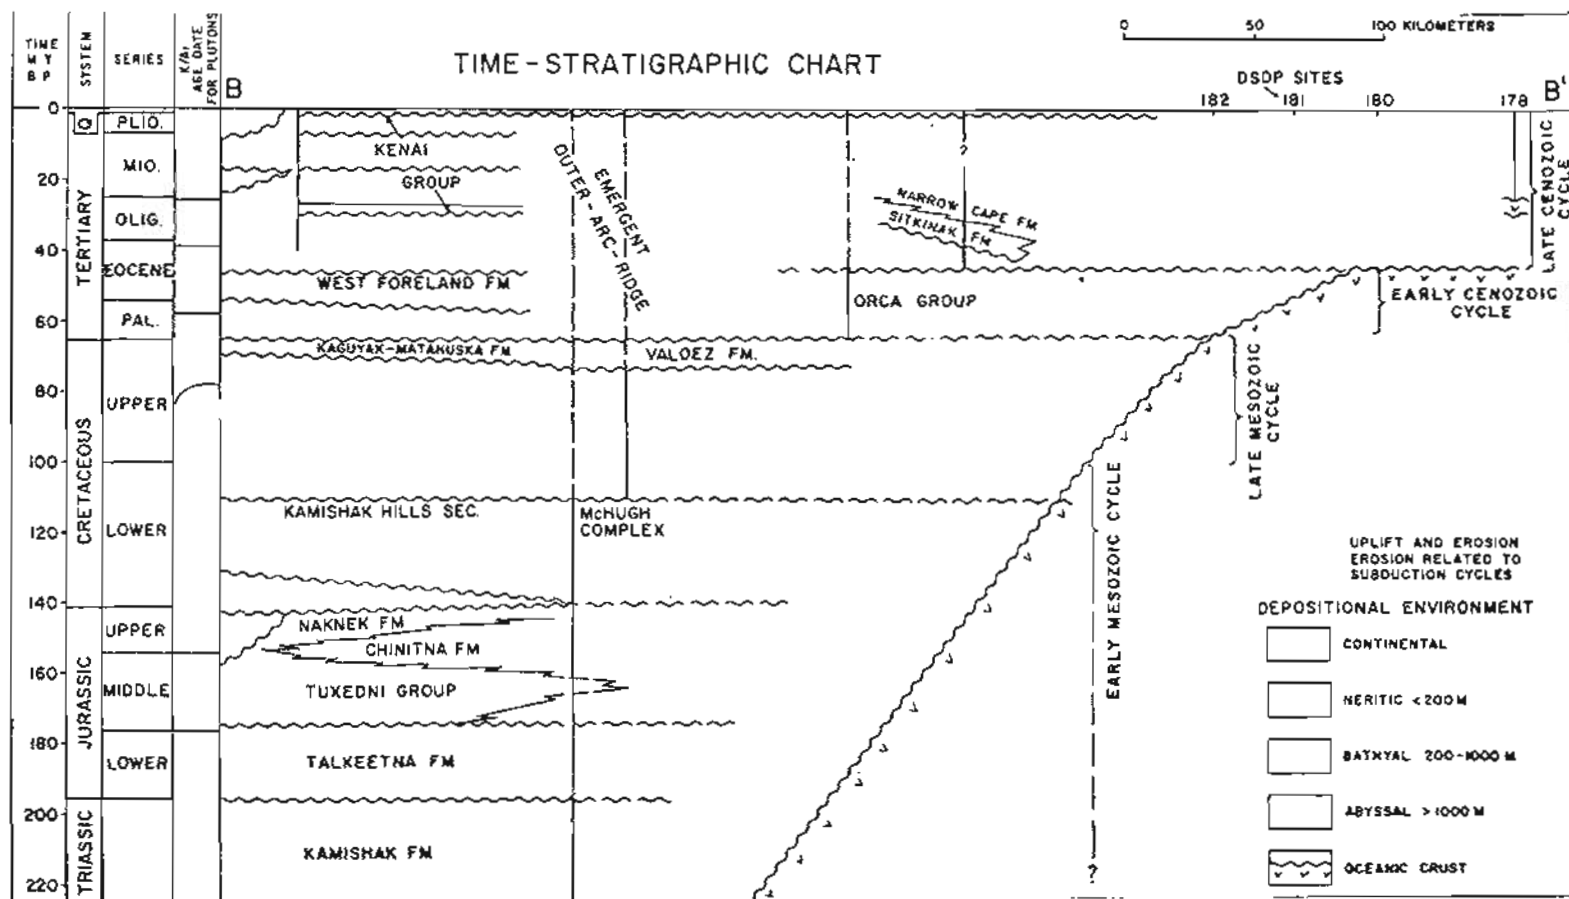 0 50 100 KILOMETERS
TIME M Y B P
SYSTEM
SERIES
K/Ar AGE DATE FOR PLUTONS
B
TIME-STRATIGRAPHIC CHART
DSDP SITES
182 181 180 178
B'
0
20
40
60
80
100
120
140
160
180
200
220
Q
TERTIARY
CRETACEOUS
JURASSIC
TRIASSIC
PLIO.
MIO.
OLIG.
EOCENE
PAL.
UPPER
LOWER
UPPER
MIDDLE
LOWER
KENAI
GROUP
EMERGENT
OUTER-ARC-RIDGE
?
NARROW CAPE FM
SITKINAK FM
LATE CENOZOIC
CYCLE
WEST FORELAND FM
ORCA GROUP
EARLY CENOZOIC
CYCLE
KAGUYAK-MATANUSKA FM
VALDEZ FM.
LATE MESOZOIC
CYCLE
KAMISHAK HILLS SEC.
McHUGH
COMPLEX
EARLY MESOZOIC CYCLE
?
NAKNEK FM
CHINITNA FM
TUXEDNI GROUP
TALKEETNA FM
KAMISHAK FM
UPLIFT AND EROSION
EROSION RELATED TO
SUBDUCTION CYCLES
DEPOSITIONAL ENVIRONMENT
CONTINENTAL
NERITIC <200 M
BATHYAL 200-1000 M
ABYSSAL >1000 M
OCEANIC CRUST